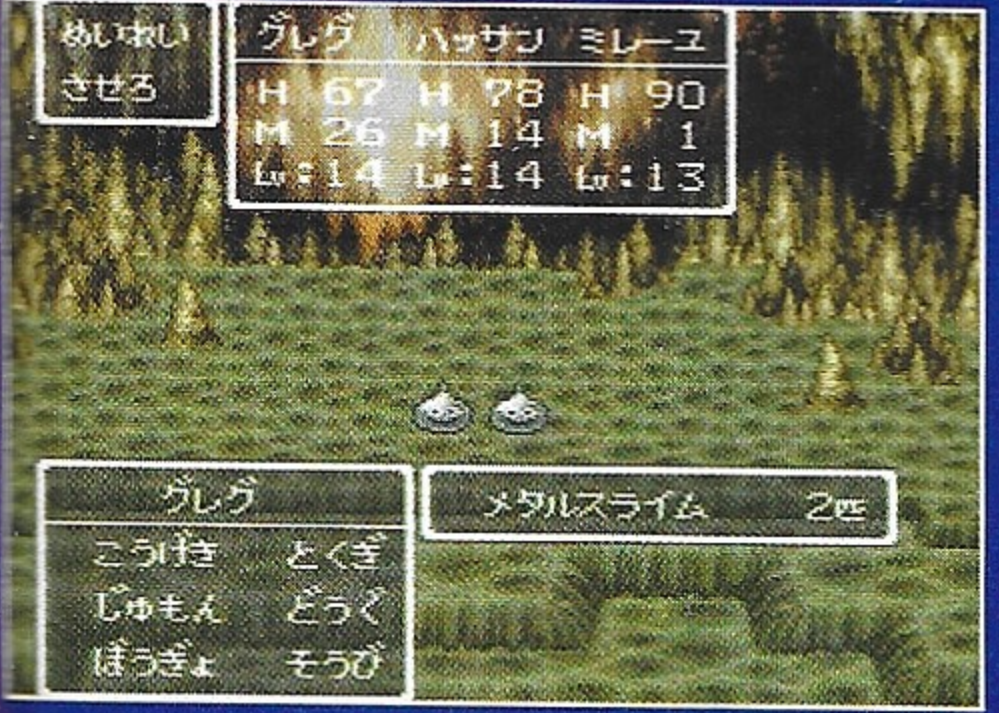 めいれい
させろ
グレグ ハッサン ミレーユ
H 67 H 78 H 90
M 26 M 14 M 1
Lv:14 Lv:14 Lv:13
グレグ
こうげき とくぎ
じゅもん どうぐ
ぼうぎょ そうび
メタルスライム 2匹